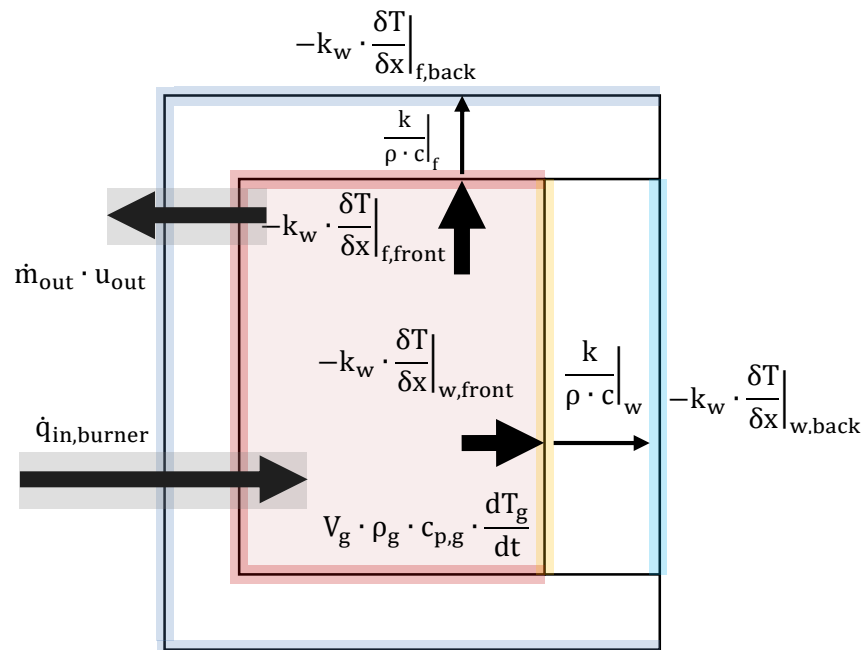 −k_w · δT/δx|_f,back
k/(ρ · c)|_f
−k_w · δT/δx|_f,front
ṁ_out · u_out
−k_w · δT/δx|_w,front
k/(ρ · c)|_w
−k_w · δT/δx|_w,back
q̇_in,burner
V_g · ρ_g · c_p,g · dT_g/dt